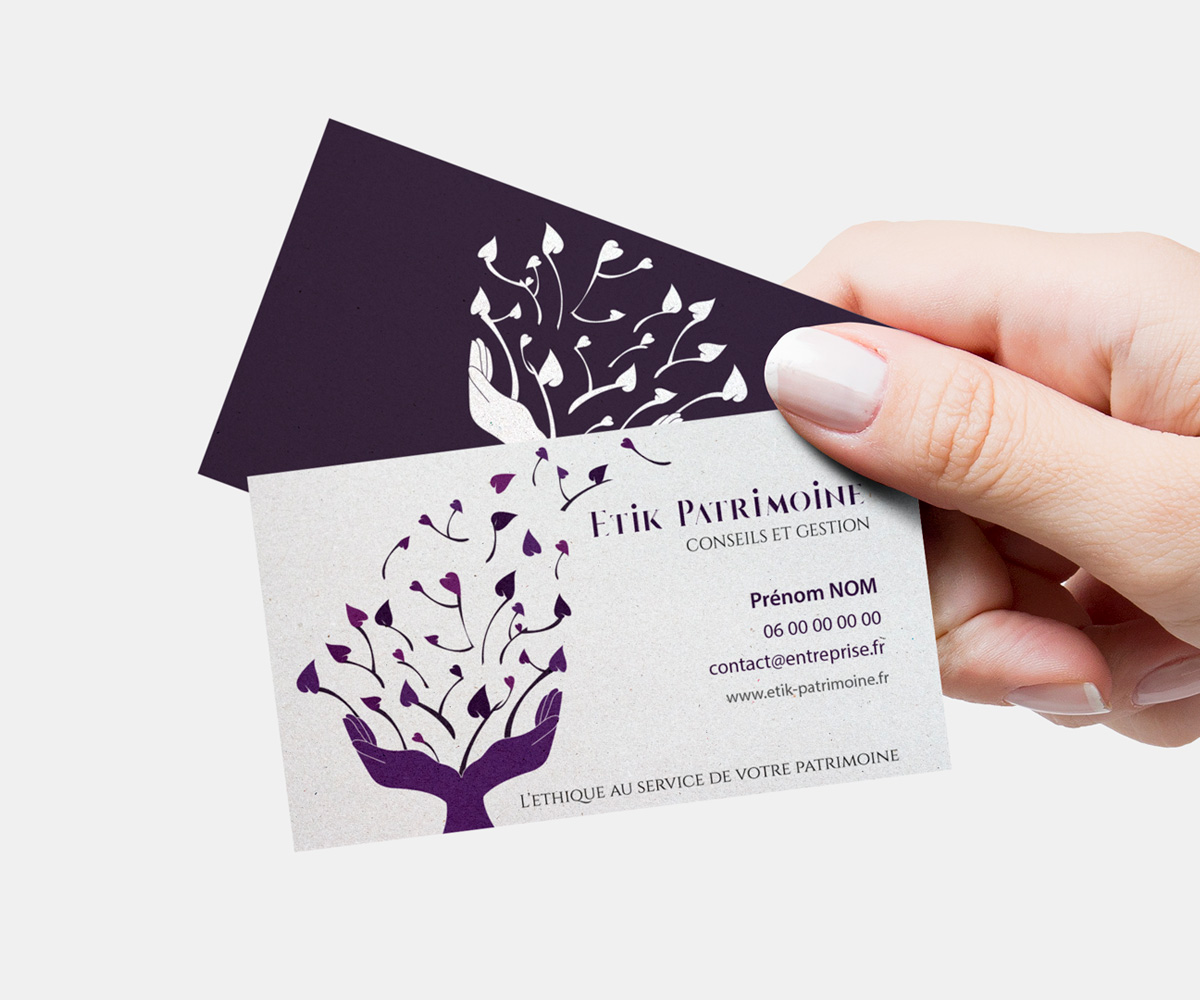 Etik Patrimoine
CONSEILS ET GESTION
Prénom NOM
06 00 00 00 00
contact@entreprise.fr
www.etik-patrimoine.fr
L'ETHIQUE AU SERVICE DE VOTRE PATRIMOINE